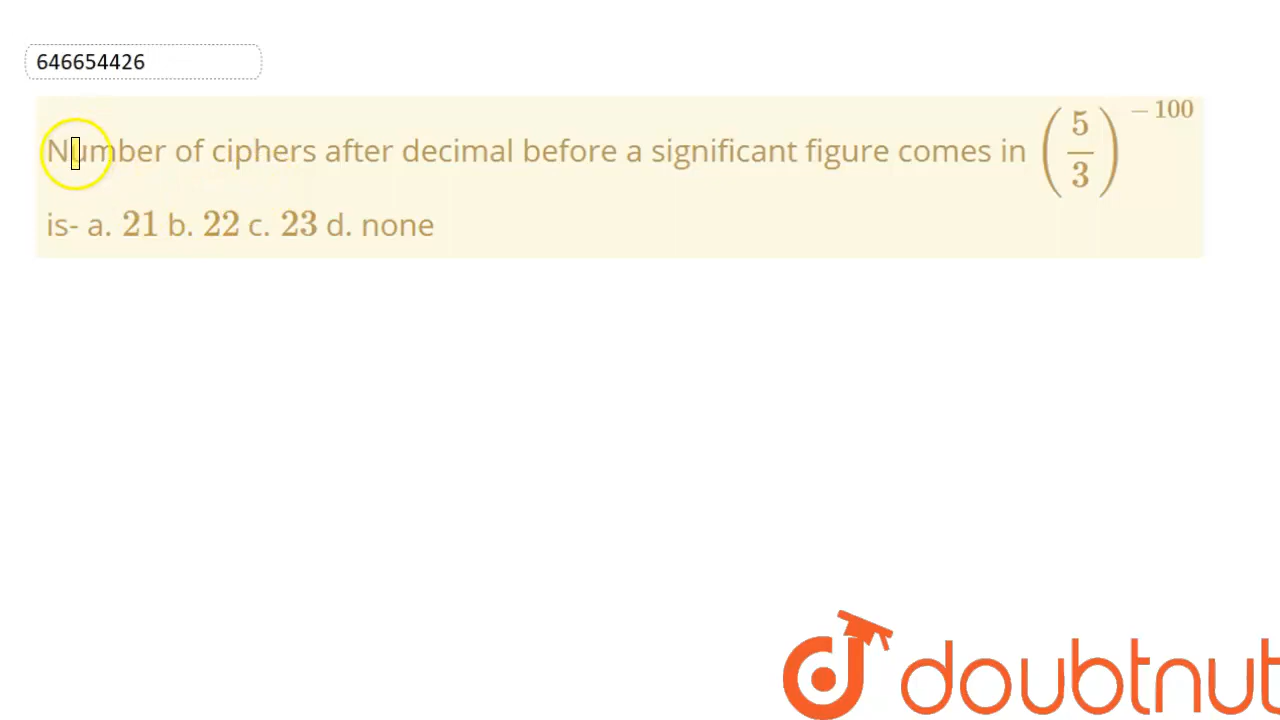 646654426
Number of ciphers after decimal before a significant figure comes in (5/3)^{-100}
is- a. 21 b. 22 c. 23 d. none
doubtnut